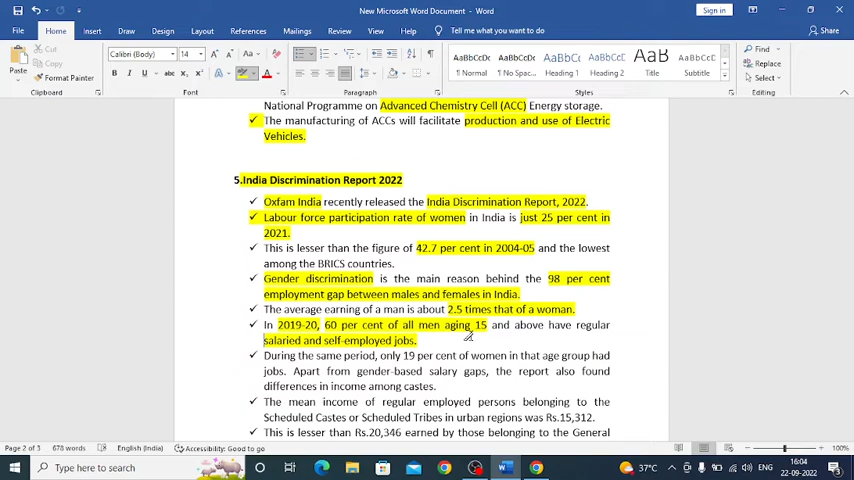 New Microsoft Word Document - Word
Sign in
File Home Insert Design Layout References Mailings Review View Help Tell me what you want to do Share
Paste
Cut
Copy
Format Painter
Clipboard
Calibri (Body) 14
Font
Paragraph
AaBbCcDc AaBbCcDc AaBbC AaBbCcC AaB AaBbCcD
¶ Normal ¶ No Spac... Heading 1 Heading 2 Title Subtitle
Styles
Find
Replace
Select
Editing
National Programme on Advanced Chemistry Cell (ACC) Energy storage.
✓ The manufacturing of ACCs will facilitate production and use of Electric
Vehicles.
5.India Discrimination Report 2022
✓ Oxfam India recently released the India Discrimination Report, 2022.
✓ Labour force participation rate of women in India is just 25 per cent in
2021.
✓ This is lesser than the figure of 42.7 per cent in 2004-05 and the lowest
among the BRICS countries.
✓ Gender discrimination is the main reason behind the 98 per cent
employment gap between males and females in India.
✓ The average earning of a man is about 2.5 times that of a woman.
✓ In 2019-20, 60 per cent of all men aging 15 and above have regular
salaried and self-employed jobs.
✓ During the same period, only 19 per cent of women in that age group had
jobs. Apart from gender-based salary gaps, the report also found
differences in income among castes.
✓ The mean income of regular employed persons belonging to the
Scheduled Castes or Scheduled Tribes in urban regions was Rs.15,312.
✓ This is lesser than Rs.20,346 earned by those belonging to the General
Page 2 of 3 678 words English (India) Accessibility: Good to go 100%
Type here to search 37°C ENG 16:04
22-09-2022